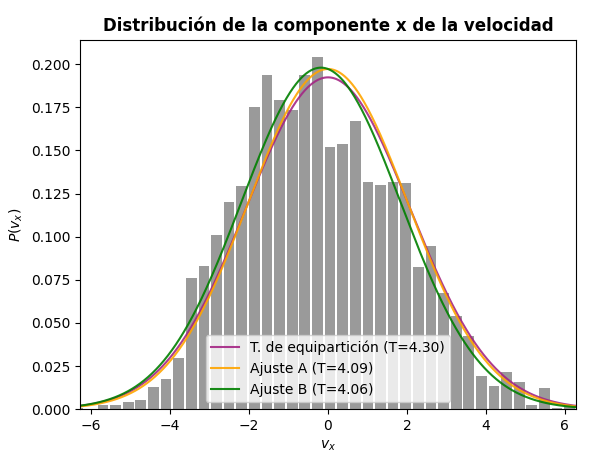 Distribución de la componente x de la velocidad
P(vₓ)
0.200
0.175
0.150
0.125
0.100
0.075
0.050
0.025
0.000
T. de equipartición (T=4.30)
Ajuste A (T=4.09)
Ajuste B (T=4.06)
−6 −4 −2 0 2 4 6
vₓ